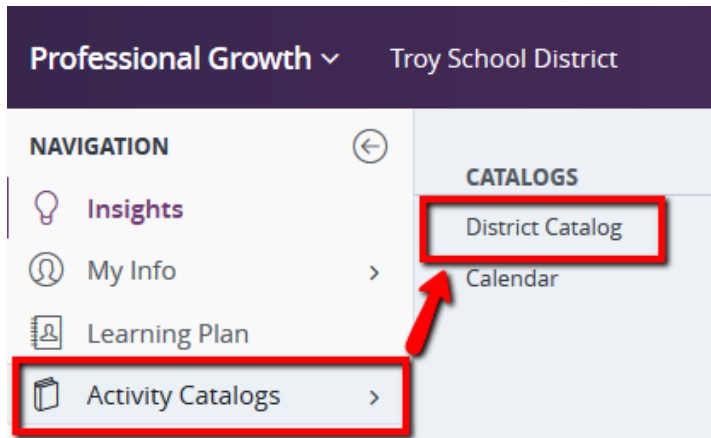 Professional Growth
Troy School District
NAVIGATION
Insights
My Info
Learning Plan
Activity Catalogs
CATALOGS
District Catalog
Calendar